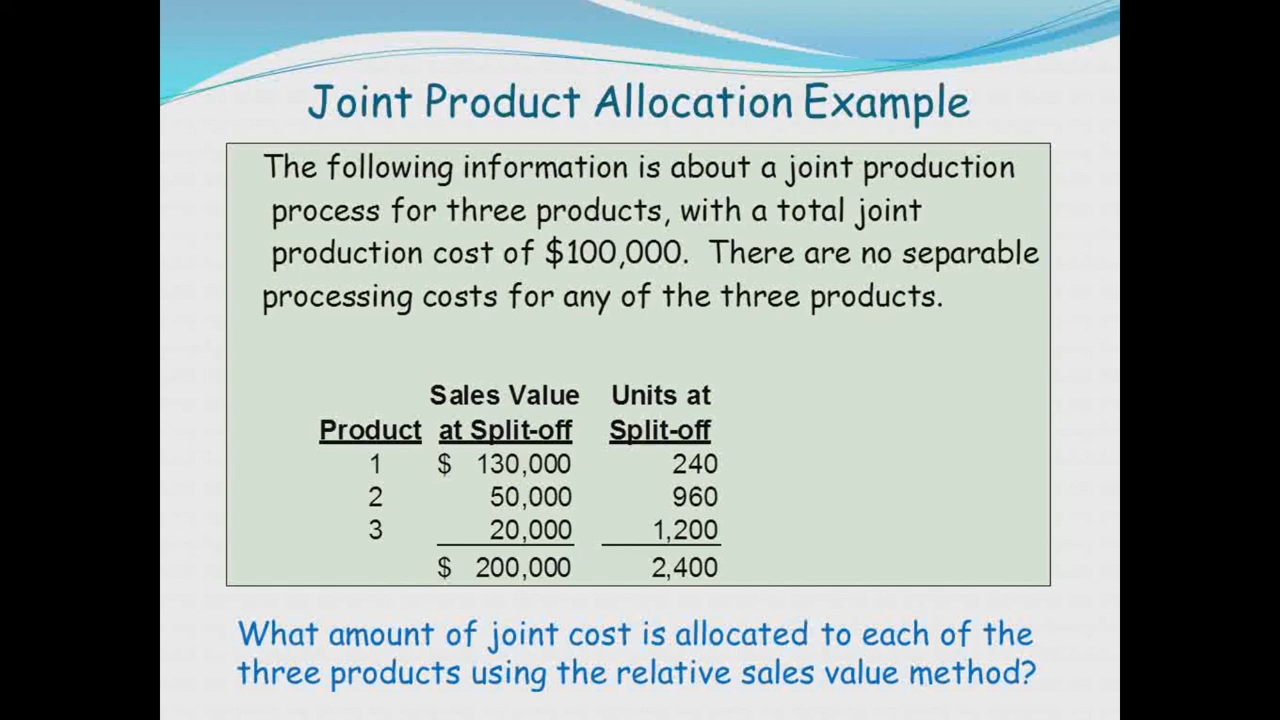 Joint Product Allocation Example
The following information is about a joint production
process for three products, with a total joint
production cost of $100,000. There are no separable
processing costs for any of the three products.
Sales Value Units at
Product at Split-off Split-off
1 $ 130,000 240
2 50,000 960
3 20,000 1,200
$ 200,000 2,400
What amount of joint cost is allocated to each of the
three products using the relative sales value method?